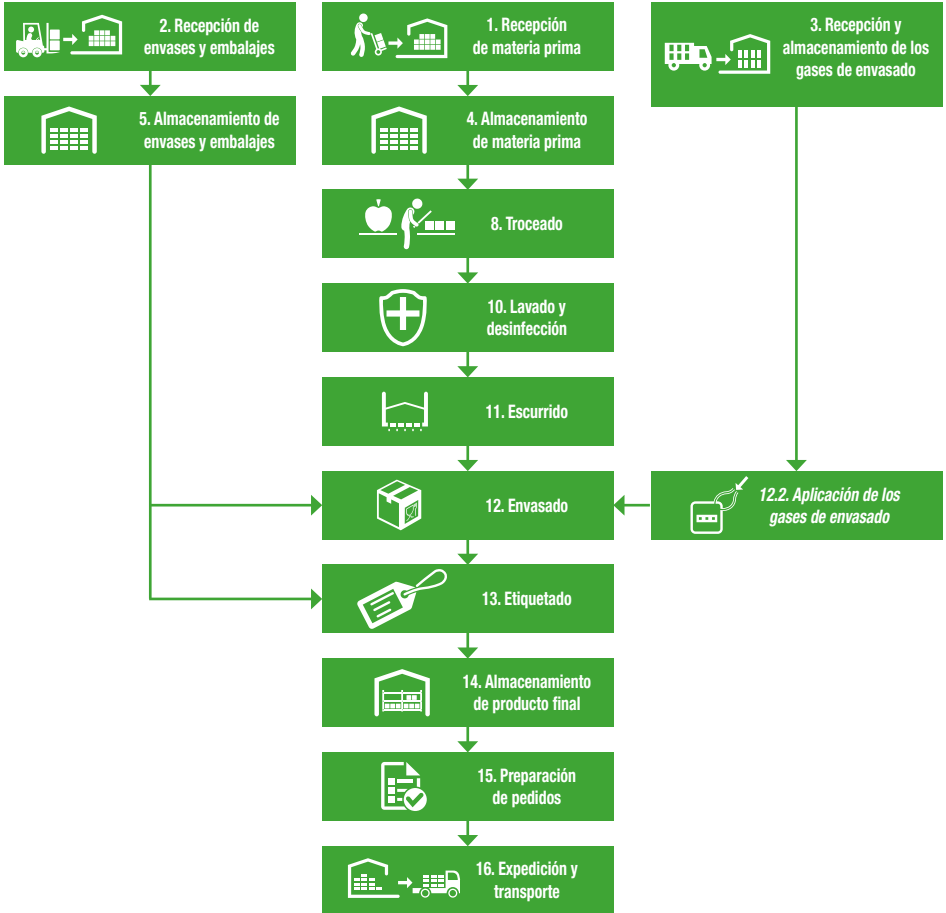 2. Recepción de
envases y embalajes
1. Recepción
de materia prima
3. Recepción y
almacenamiento de los
gases de envasado
5. Almacenamiento de
envases y embalajes
4. Almacenamiento
de materia prima
8. Troceado
10. Lavado y
desinfección
11. Escurrido
12. Envasado
12.2. Aplicación de los
gases de envasado
13. Etiquetado
14. Almacenamiento
de producto final
15. Preparación
de pedidos
16. Expedición y
transporte